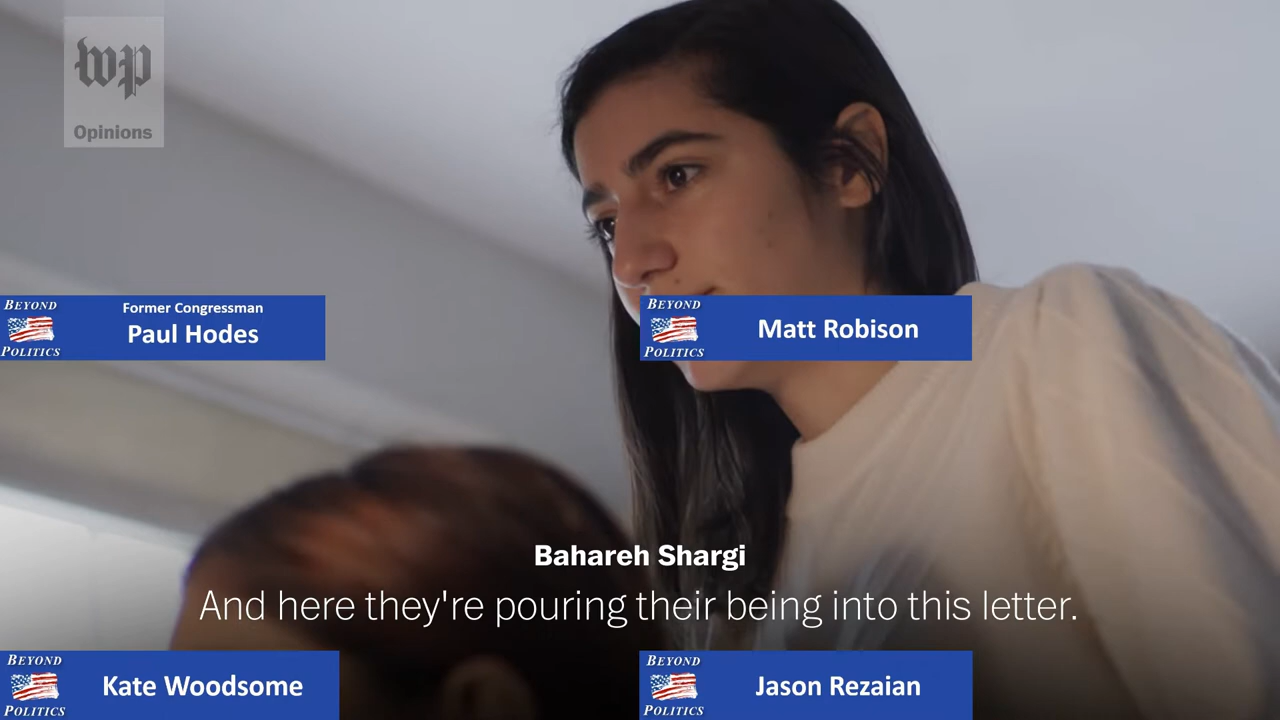 wp
Opinions
BEYOND
POLITICS
Former Congressman
Paul Hodes
BEYOND
POLITICS
Matt Robison
Bahareh Shargi
And here they're pouring their being into this letter.
BEYOND
POLITICS
Kate Woodsome
BEYOND
POLITICS
Jason Rezaian